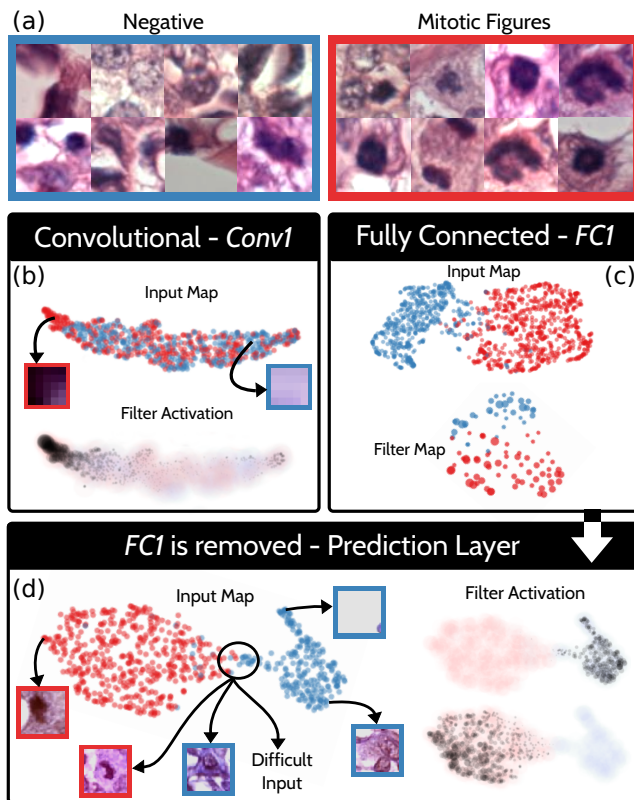 (a)
Negative
Mitotic Figures
Convolutional - Conv1
Fully Connected - FC1
(b)
Input Map
Filter Activation
Input Map
(c)
Filter Map
FC1 is removed - Prediction Layer
(d)
Input Map
Difficult
Input
Filter Activation